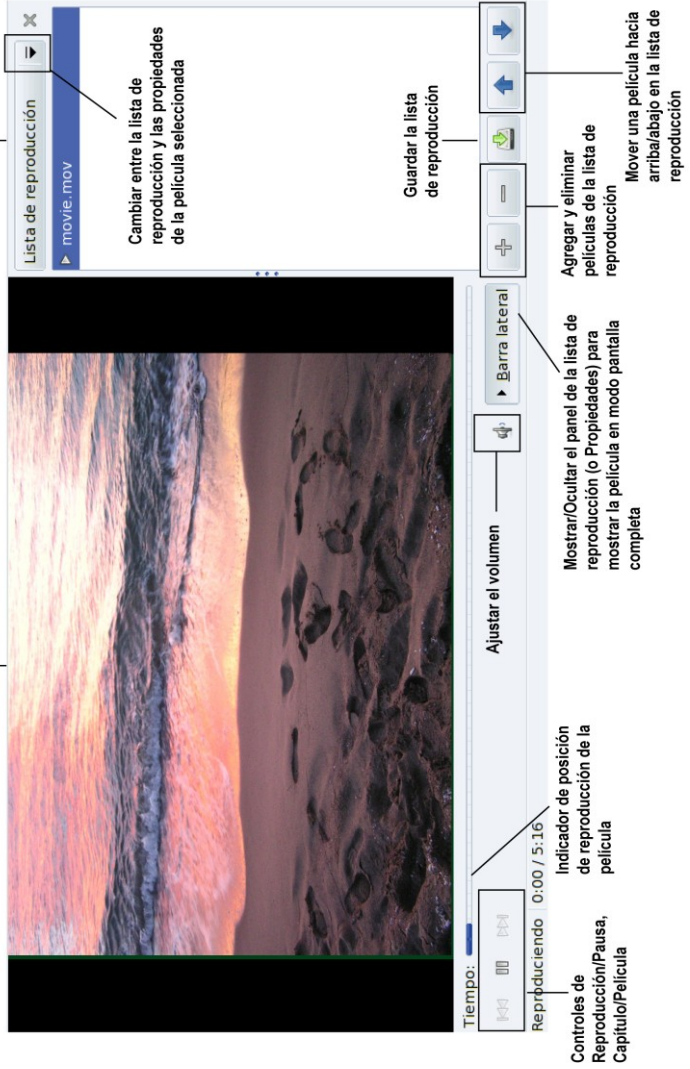 Lista de reproducción
movie.mov
Cambiar entre la lista de
reproducción y las propiedades
de la película seleccionada
Guardar la lista
de reproducción
Tiempo:
Barra lateral
Reproduciendo 0:00 / 5:16
Ajustar el volumen
Controles de
Reproducción/Pausa,
Capítulo/Película
Indicador de posición
de reproducción de la
película
Mostrar/Ocultar el panel de la lista de
reproducción (o Propiedades) para
mostrar la película en modo pantalla
completa
Agregar y eliminar
películas de la lista de
reproducción
Mover una película hacia
arriba/abajo en la lista de
reproducción